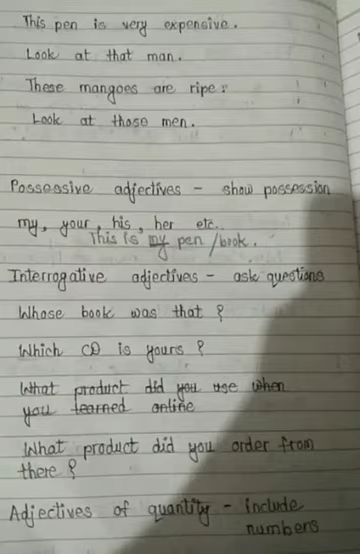 This pen is very expensive.
Look at that man.
These mangoes are ripe.
Look at those men.
Possessive adjectives - show possession
my, your, his, her etc.
This is my pen /book.
Interrogative adjectives - ask questions
Whose book was that ?
Which CD is yours ?
What product did you use when
you learned online
What product did you order from
there ?
Adjectives of quantity - include
numbers